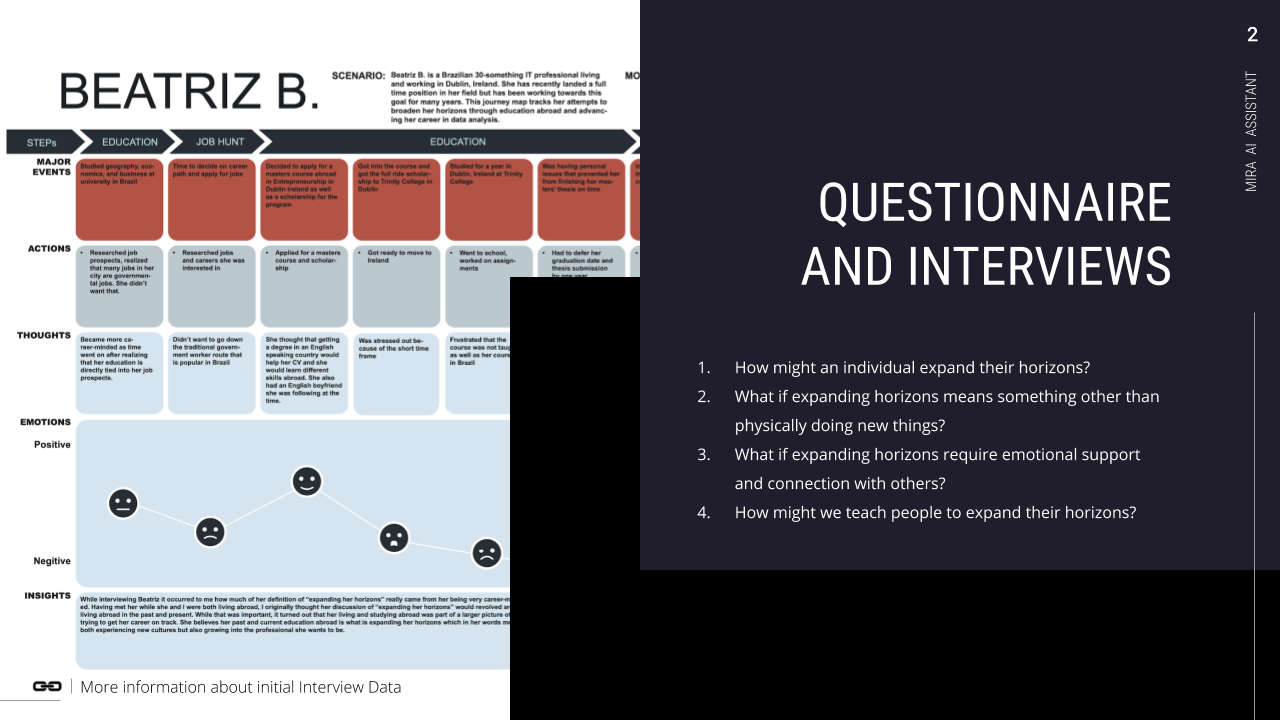 BEATRIZ B.
SCENARIO:
Beatriz B. is a Brazilian 30-something IT professional living
and working in Dublin, Ireland. She has recently landed a full
time position in her field but has been working towards this
goal for many years. This journey map tracks her attempts to
broaden her horizons through education abroad and advanc-
ing her career in data analysis.
MO
STEPs
EDUCATION
JOB HUNT
EDUCATION
MAJOR
EVENTS
Studied geography, eco-
nomics, and business at
university in Brazil
Time to decide on career
path and apply for jobs
Decided to apply for a
masters course abroad
in Entrepreneurship in
Dublin Ireland as well
as a scholarship for the
program
Got into the course and
got the full ride scholar-
ship to Trinity College in
Dublin
Studied for a year in
Dublin, Ireland at Trinity
College
Was having personal
issues that prevented her
from finishing her mas-
ters' thesis on time
ACTIONS
• Researched job
prospects, realized
that many jobs in her
city are governmen-
tal jobs. She didn't
want that.
• Researched jobs
and careers she was
interested in
• Applied for a masters
course and scholar-
ship
• Got ready to move to
Ireland
• Went to school,
worked on assign-
ments
• Had to defer her
graduation date and
thesis submission
by one year
THOUGHTS
Became more ca-
reer-minded as time
went on after realizing
that her education is
directly tied into her job
prospects.
Didn't want to go down
the traditional govern-
ment worker route that
is popular in Brazil
She thought that getting
a degree in an English
speaking country would
help her CV and she
would learn different
skills abroad. She also
had an English boyfriend
she was following at the
time.
Was stressed out be-
cause of the short time
frame
Frustrated that the
course was not taug
as well as her cours
in Brazil
EMOTIONS
Positive
Negitive
INSIGHTS
While interviewing Beatriz it occurred to me how much of her definition of "expanding her horizons" really came from her being very career-m
ed. Having met her while she and I were both living abroad, I originally thought her discussion of "expanding her horizons" would revolved ar
living abroad in the past and present. While that was important, it turned out that her living and studying abroad was part of a larger picture of
trying to get her career on track. She believes her past and current education abroad is what is expanding her horizons which in her words me
both experiencing new cultures but also growing into the professional she wants to be.
More information about initial Interview Data
2
MIRA AI ASSISTANT
QUESTIONNAIRE
AND INTERVIEWS
1. How might an individual expand their horizons?
2. What if expanding horizons means something other than
physically doing new things?
3. What if expanding horizons require emotional support
and connection with others?
4. How might we teach people to expand their horizons?